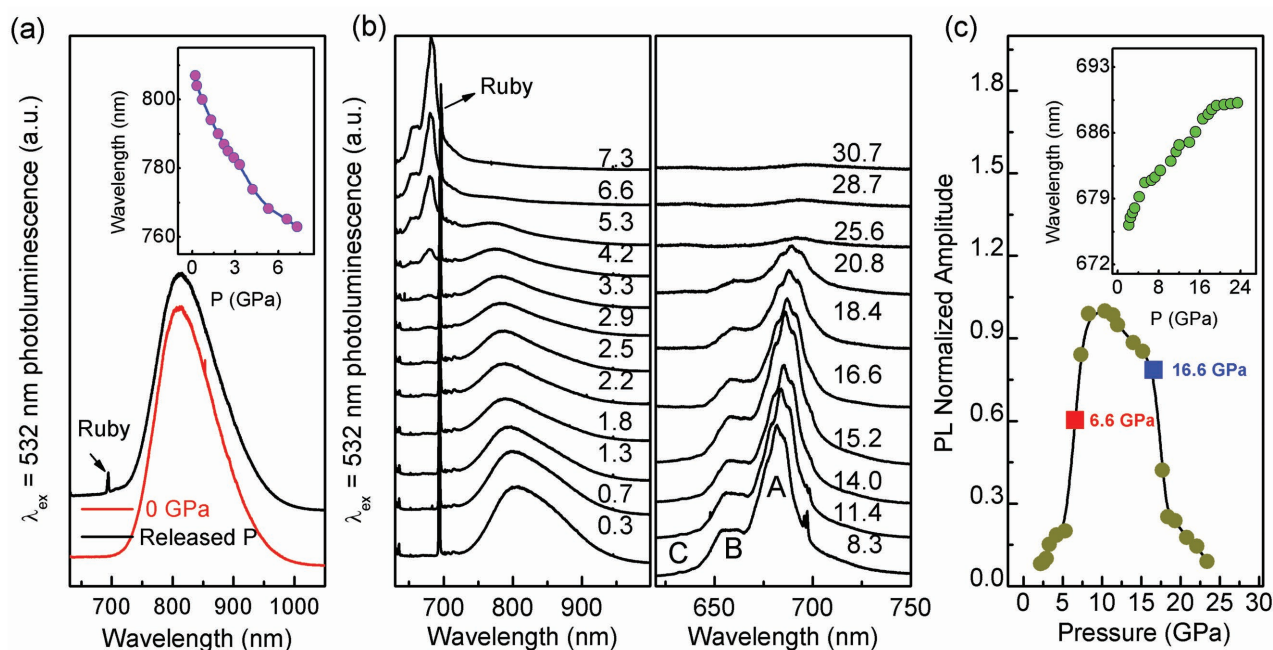 (a)
λex = 532 nm photoluminescence (a.u.)
Wavelength (nm)
800
780
760
0 3 6
P (GPa)
Ruby
0 GPa
Released P
700 800 900 1000
Wavelength (nm)
(b)
λex = 532 nm photoluminescence (a.u.)
Ruby
7.3
6.6
5.3
4.2
3.3
2.9
2.5
2.2
1.8
1.3
0.7
0.3
700 800 900
Wavelength (nm)
30.7
28.7
25.6
20.8
18.4
16.6
15.2
14.0
11.4
8.3
A
B
C
650 700 750
Wavelength (nm)
(c)
PL Normalized Amplitude
1.8
1.5
1.2
0.9
0.6
0.3
0.0
Wavelength (nm)
693
686
679
672
0 8 16 24
P (GPa)
16.6 GPa
6.6 GPa
0 5 10 15 20 25 30
Pressure (GPa)